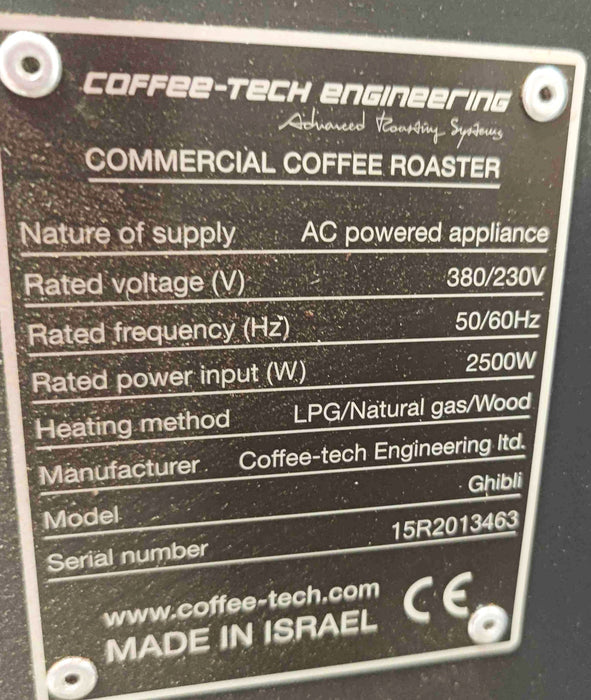 COFFEE-TECH ENGINEERING
Advanced Roasting Systems
COMMERCIAL COFFEE ROASTER
Nature of supply AC powered appliance
Rated voltage (V) 380/230V
Rated frequency (Hz) 50/60Hz
Rated power input (W) 2500W
Heating method LPG/Natural gas/Wood
Manufacturer Coffee-tech Engineering ltd.
Model Ghibli
Serial number 15R2013463
www.coffee-tech.com CE
MADE IN ISRAEL